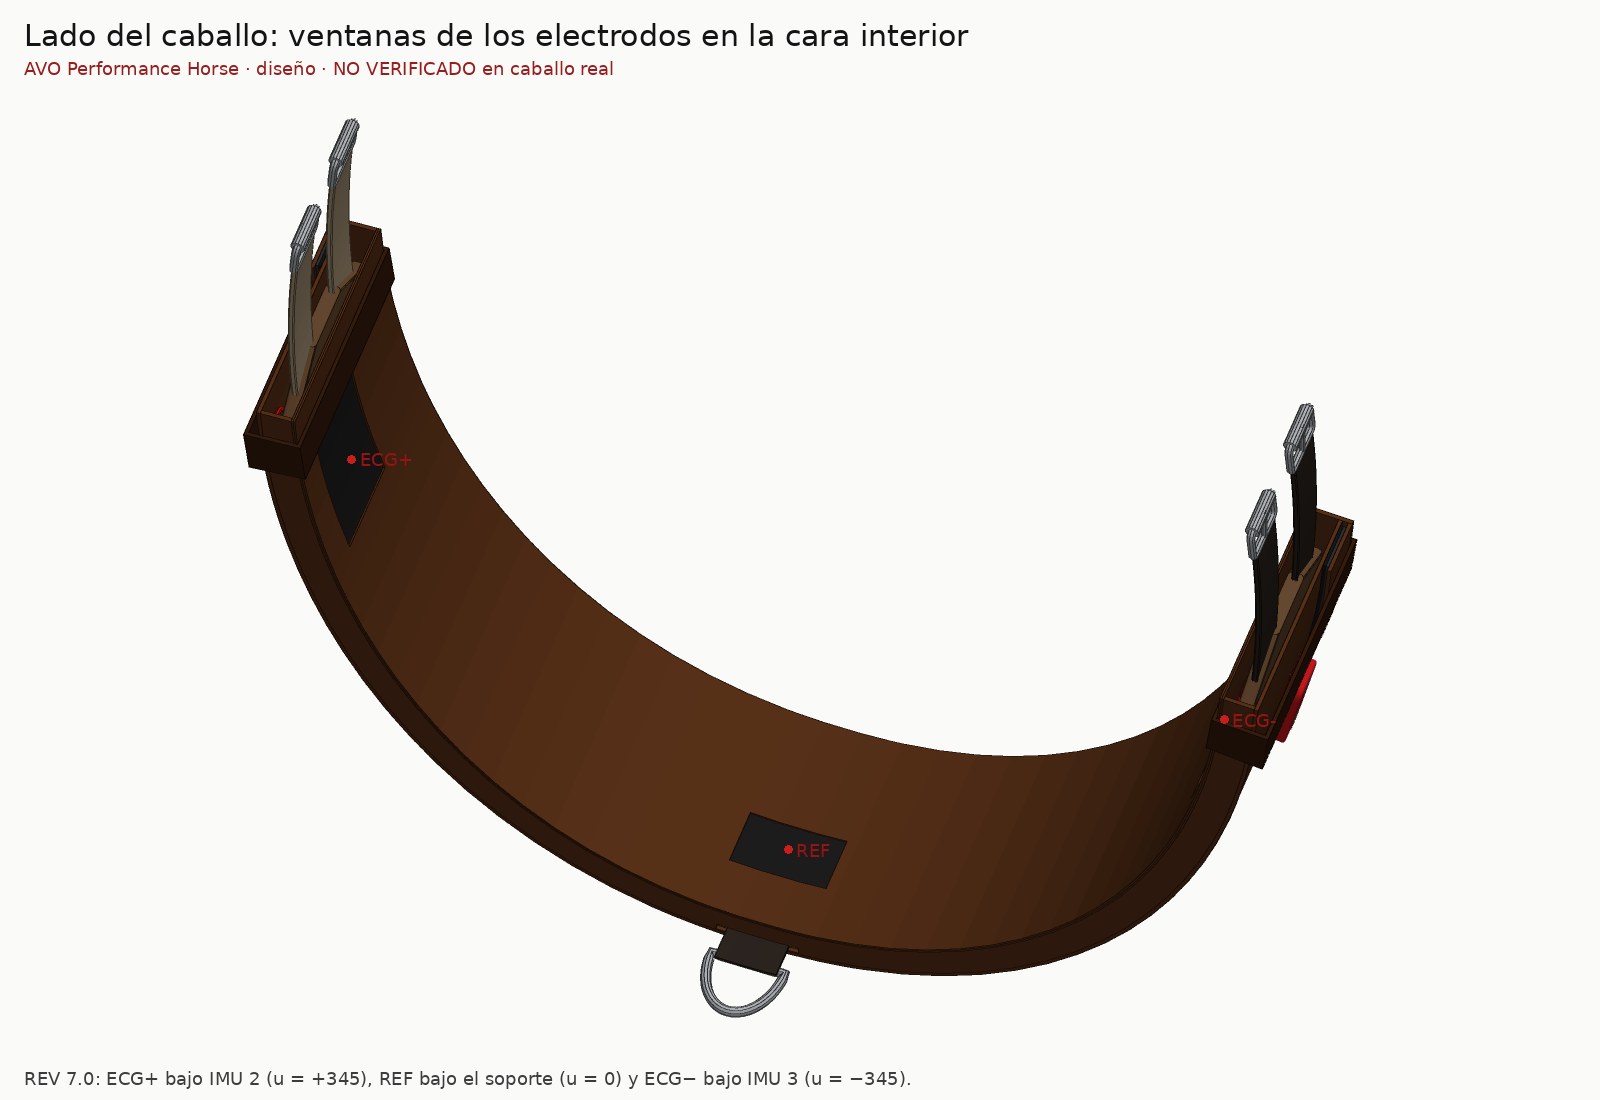 Lado del caballo: ventanas de los electrodos en la cara interior
AVO Performance Horse · diseño · NO VERIFICADO en caballo real
ECG+
ECG-
REF
REV 7.0: ECG+ bajo IMU 2 (u = +345), REF bajo el soporte (u = 0) y ECG− bajo IMU 3 (u = −345).